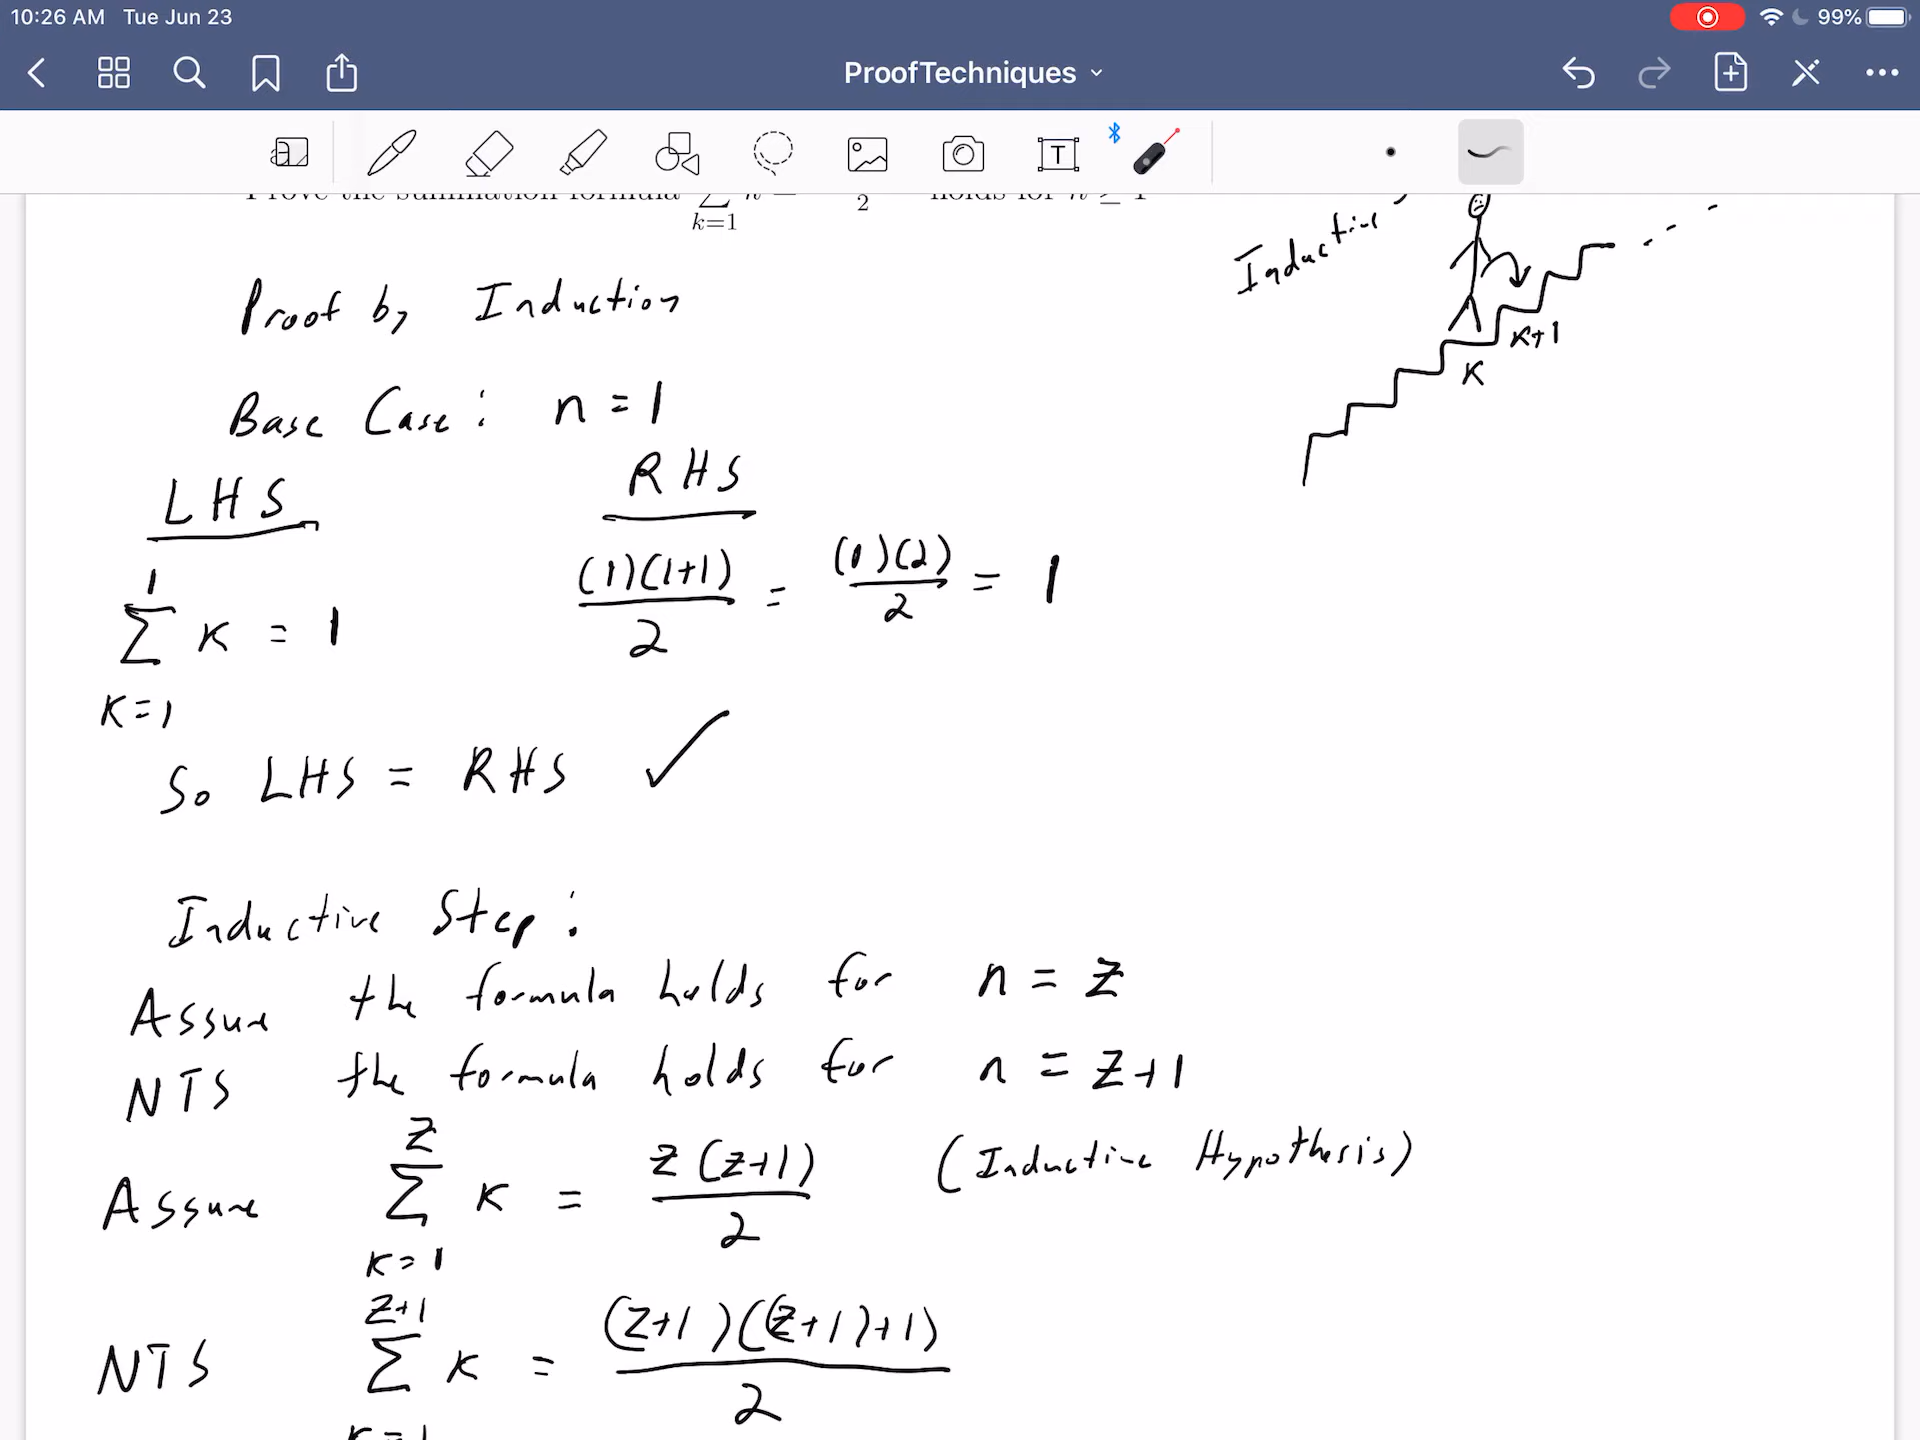 10:26 AM Tue Jun 23
99%
ProofTechniques
T
k=1
2
Inductive
K+1
K
Proof by Induction
Base Case: n = 1
LHS
RHS
1
Σ K = 1
K=1
(1)(1+1)
2
=
(1)(2)
2
= 1
So LHS = RHS ✓
Inductive Step:
Assume the formula holds for n = z
NTS the formula holds for n = z+1
z
Assume Σ K = z(z+1) (Inductive Hypothesis)
2
K=1
z+1
NTS Σ K = (z+1)((z+1)+1)
2
K=1